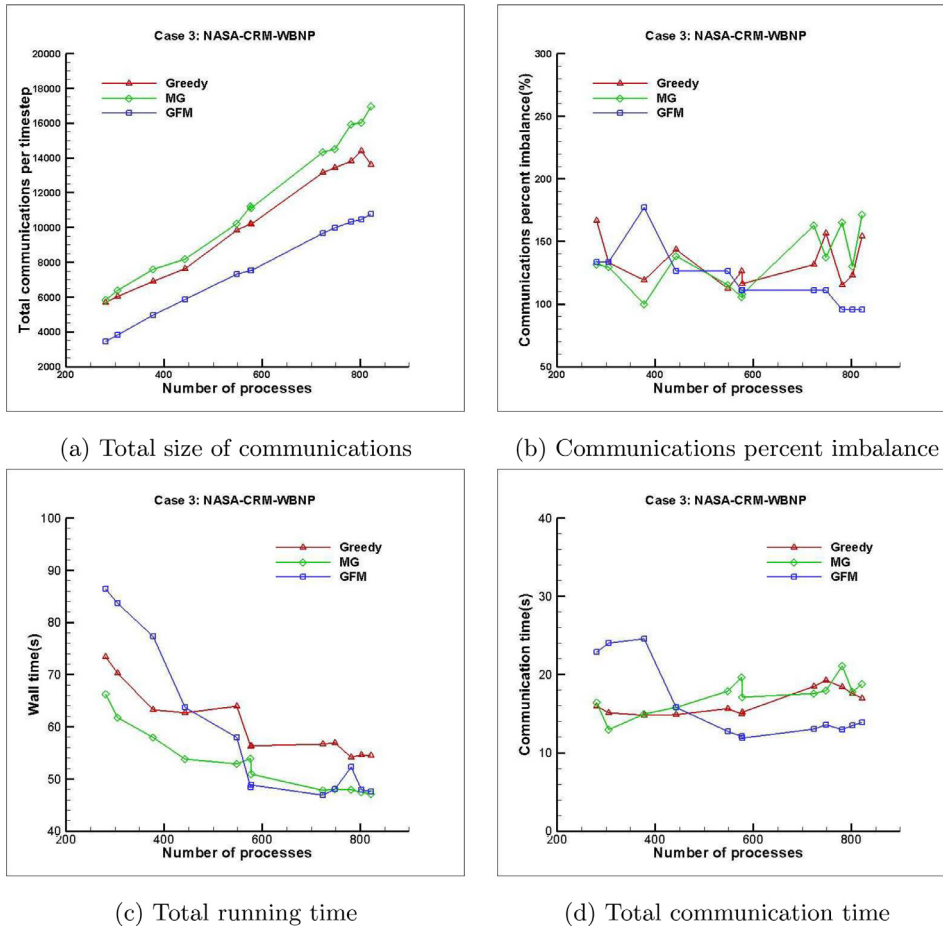 Case 3: NASA-CRM-WBNP
Total communications per timestep
20000
18000
16000
14000
12000
10000
8000
6000
4000
2000
Greedy
MG
GFM
200
400
600
800
Number of processes
(a) Total size of communications
Case 3: NASA-CRM-WBNP
Communications percent imbalance(%)
300
250
200
150
100
50
Greedy
MG
GFM
200
400
600
800
Number of processes
(b) Communications percent imbalance
Case 3: NASA-CRM-WBNP
Wall time(s)
100
90
80
70
60
50
40
Greedy
MG
GFM
200
400
600
800
Number of processes
(c) Total running time
Case 3: NASA-CRM-WBNP
Communication time(s)
40
30
20
10
0
Greedy
MG
GFM
200
400
600
800
Number of processes
(d) Total communication time